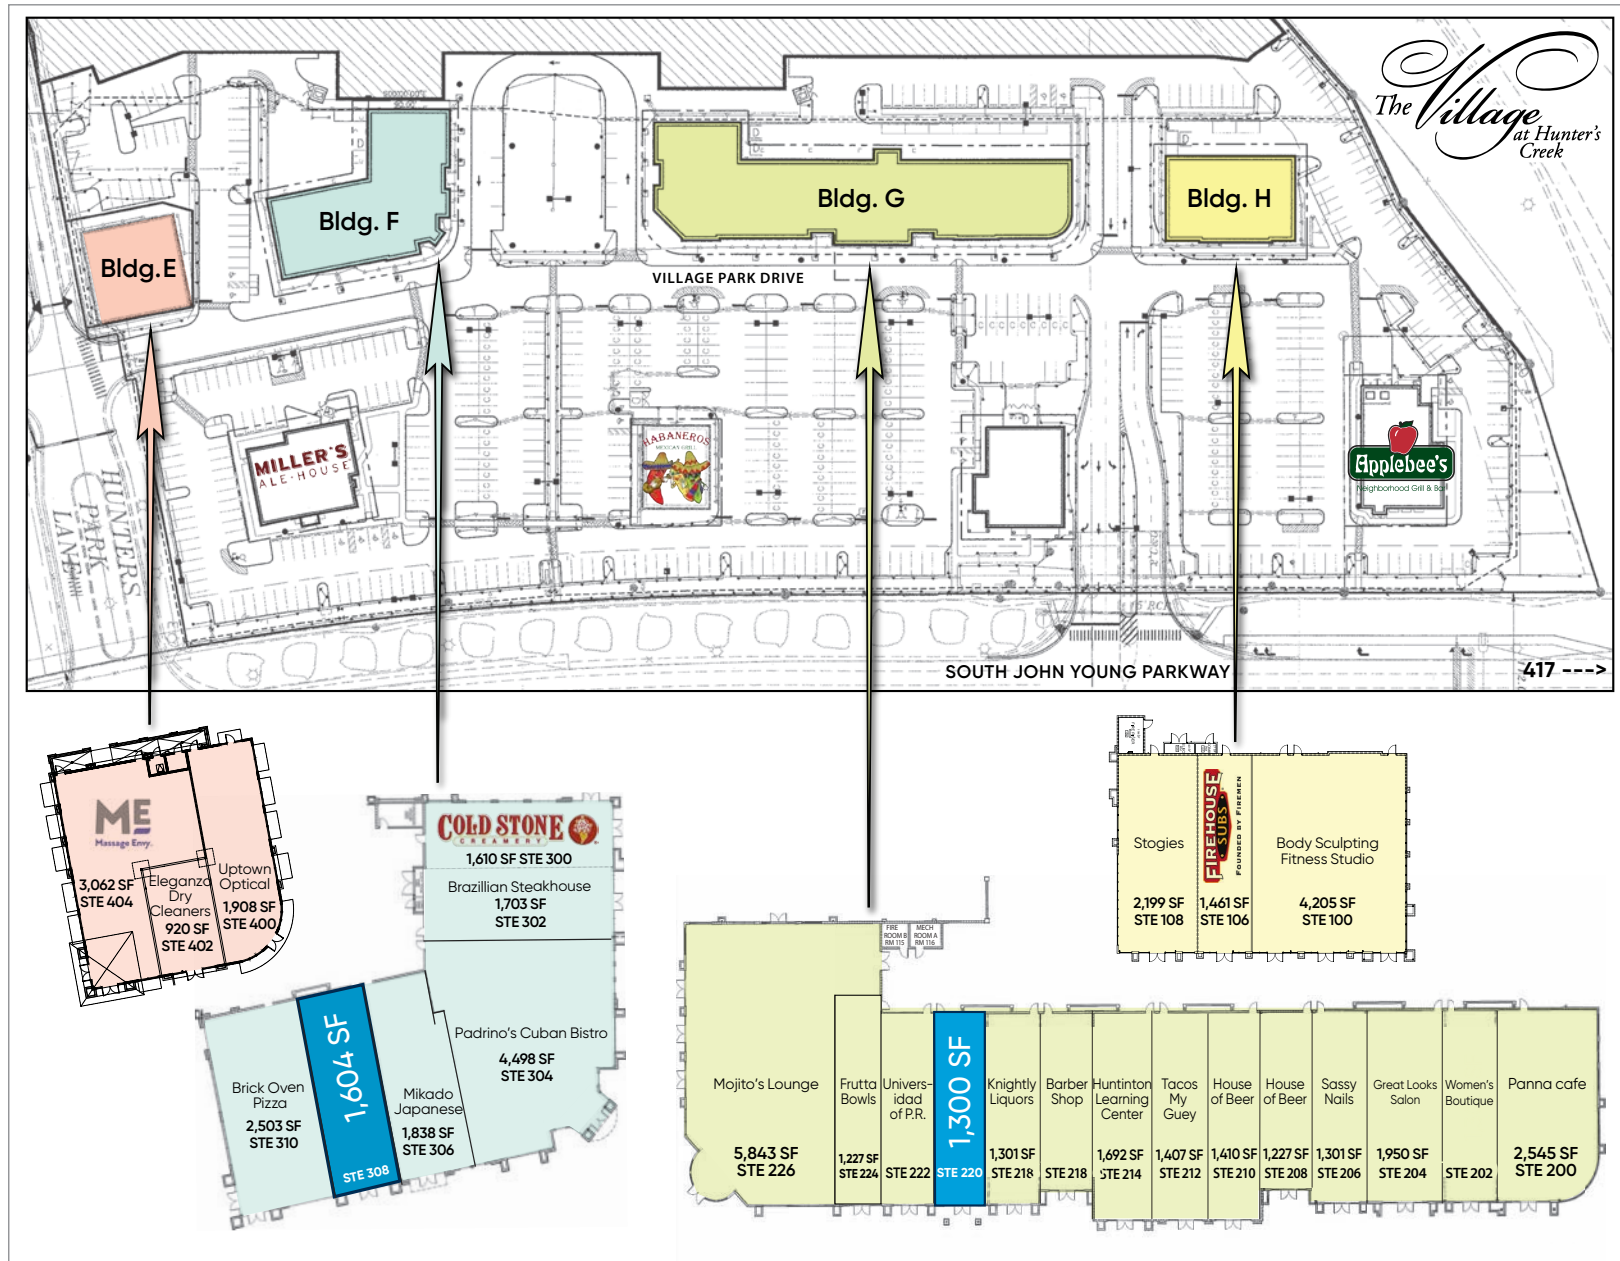 The Village
at Hunter's
Creek
Bldg.E
Bldg. F
Bldg. G
Bldg. H
VILLAGE PARK DRIVE
MILLER'S
ALE·HOUSE
HABANEROS
MEXICAN GRILL
Applebee's
Neighborhood Grill & Bar
HUNTERS
PARK
LANE
SOUTH JOHN YOUNG PARKWAY
417 --->
ME
Massage Envy
3,062 SF
STE 404
Eleganza
Dry
Cleaners
920 SF
STE 402
Uptown
Optical
1,908 SF
STE 400
COLD STONE
CREAMERY
1,610 SF STE 300
Brazillian Steakhouse
1,703 SF
STE 302
Padrino's Cuban Bistro
4,498 SF
STE 304
Mikado
Japanese
1,838 SF
STE 306
1,604 SF
STE 308
Brick Oven
Pizza
2,503 SF
STE 310
Stogies
2,199 SF
STE 108
FIREHOUSE
SUBS
FOUNDED BY FIREMEN
1,461 SF
STE 106
Body Sculpting
Fitness Studio
4,205 SF
STE 100
FIRE
ROOM B
RM 115
MECH
ROOM A
RM 116
Mojito's Lounge
5,843 SF
STE 226
Frutta
Bowls
1,227 SF
STE 224
Univers-
idad
of P.R.
STE 222
1,300 SF
STE 220
Knightly
Liquors
1,301 SF
STE 218
Barber
Shop
STE 218
Huntinton
Learning
Center
1,692 SF
STE 214
Tacos
My
Guey
1,407 SF
STE 212
House
of Beer
1,410 SF
STE 210
House
of Beer
1,227 SF
STE 208
Sassy
Nails
1,301 SF
STE 206
Great Looks
Salon
1,950 SF
STE 204
Women's
Boutique
STE 202
Panna cafe
2,545 SF
STE 200